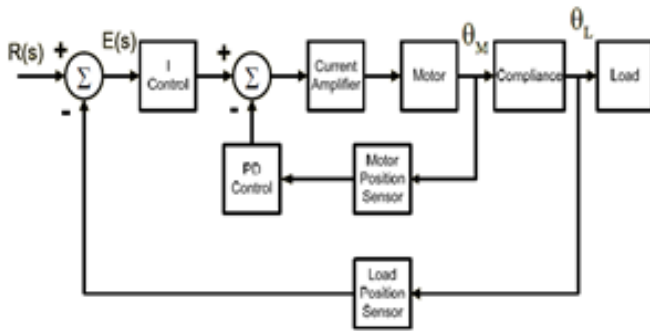 R(s)
+
-
Σ
E(s)
I
Control
+
-
Σ
Current
Amplifier
Motor
θM
Compliance
θL
Load
PD
Control
Motor
Position
Sensor
Load
Position
Sensor